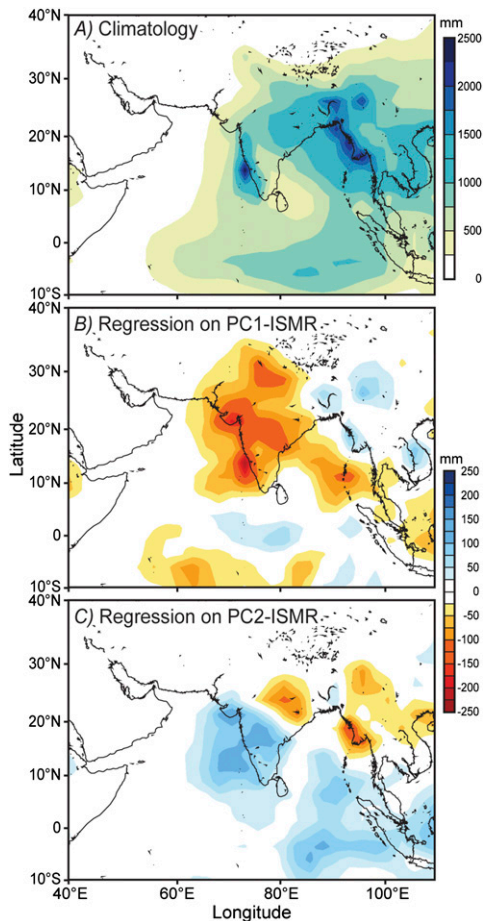 A) Climatology
mm
2500
2000
1500
1000
500
0
40°N
30°N
20°N
10°N
0
10°S
B) Regression on PC1-ISMR
40°N
30°N
20°N
10°N
0
10°S
Latitude
mm
250
200
150
100
50
0
-50
-100
-150
-200
-250
C) Regression on PC2-ISMR
40°N
30°N
20°N
10°N
0
10°S
40°E
60°E
80°E
100°E
Longitude